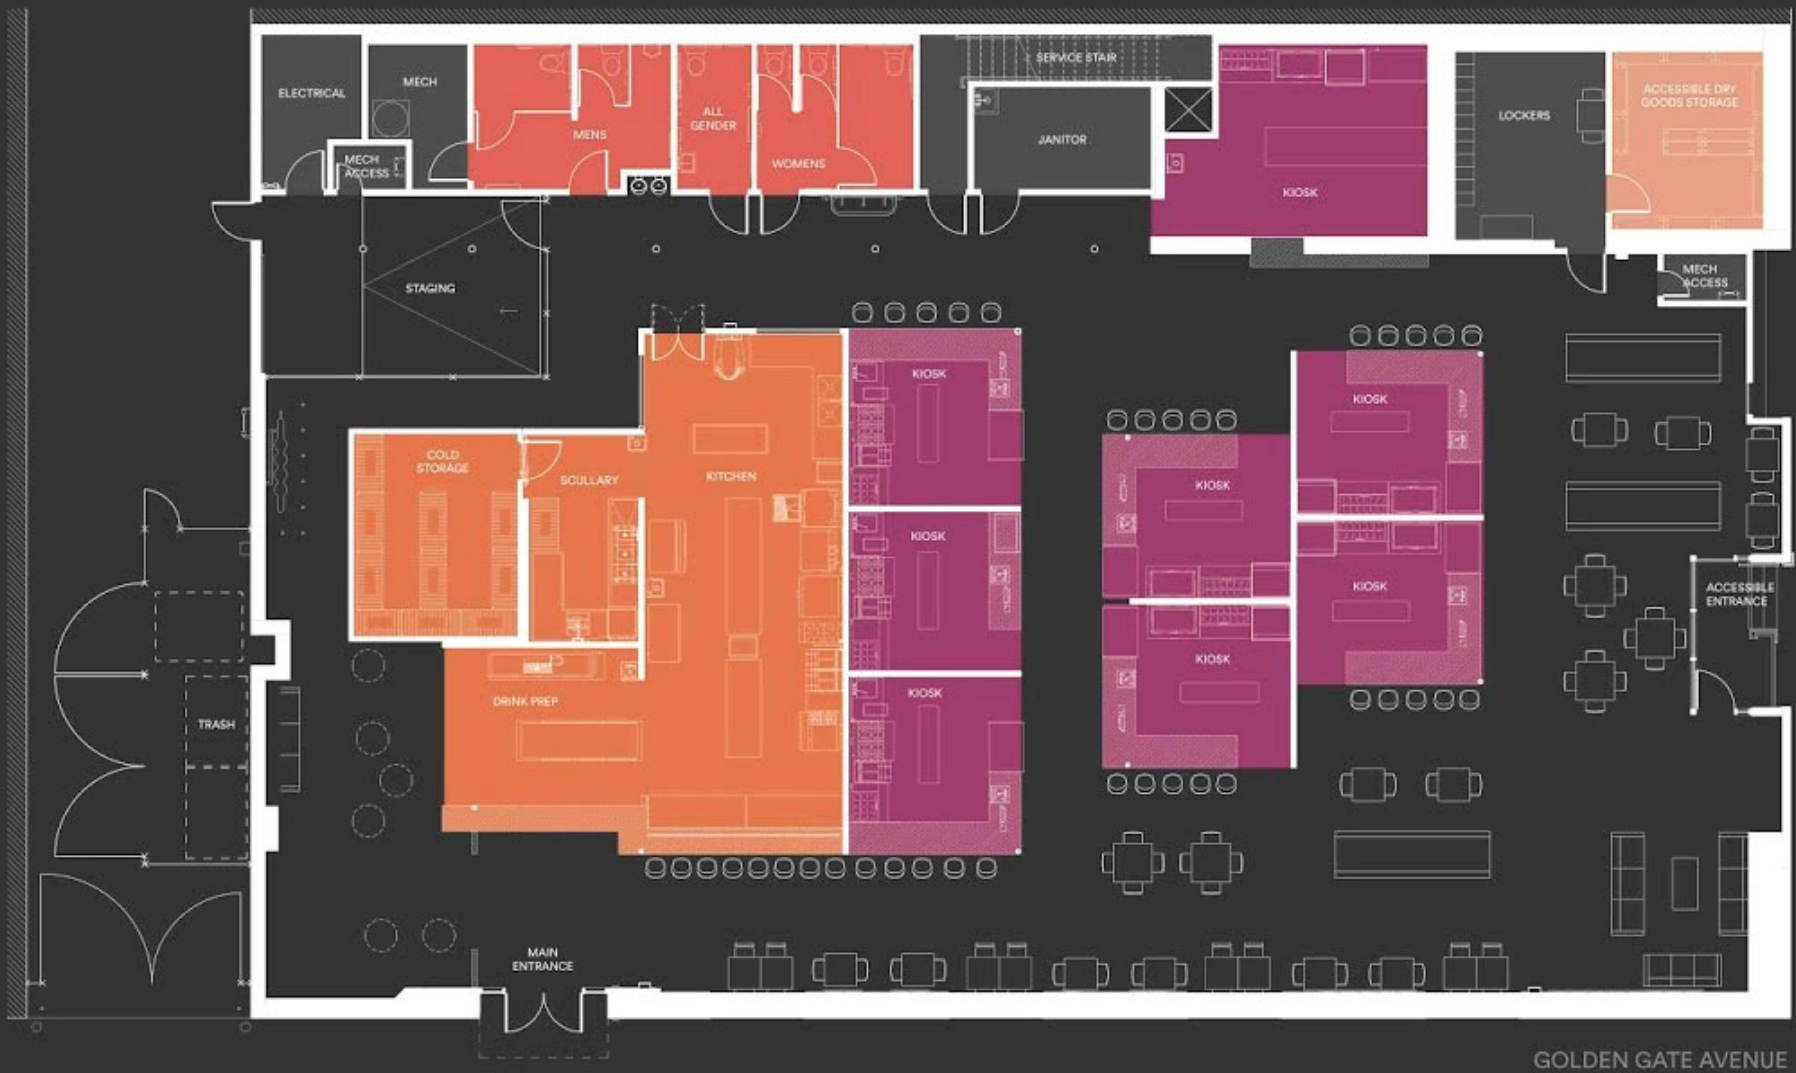 SERVICE STAIR
ELECTRICAL
MECH
MECH
ACCESS
MENS
ALL
GENDER
WOMENS
JANITOR
KIOSK
LOCKERS
ACCESSIBLE DRY
GOODS STORAGE
MECH
ACCESS
STAGING
COLD
STORAGE
SCULLARY
KITCHEN
KIOSK
KIOSK
KIOSK
KIOSK
KIOSK
KIOSK
KIOSK
ACCESSIBLE
ENTRANCE
DRINK PREP
TRASH
MAIN
ENTRANCE
GOLDEN GATE AVENUE